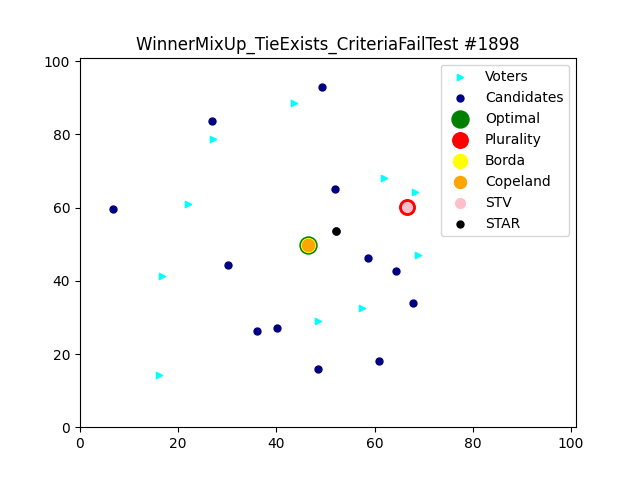 WinnerMixUp_TieExists_CriteriaFailTest #1898
100
80
60
40
20
0
0
20
40
60
80
100
Voters
Candidates
Optimal
Plurality
Borda
Copeland
STV
STAR